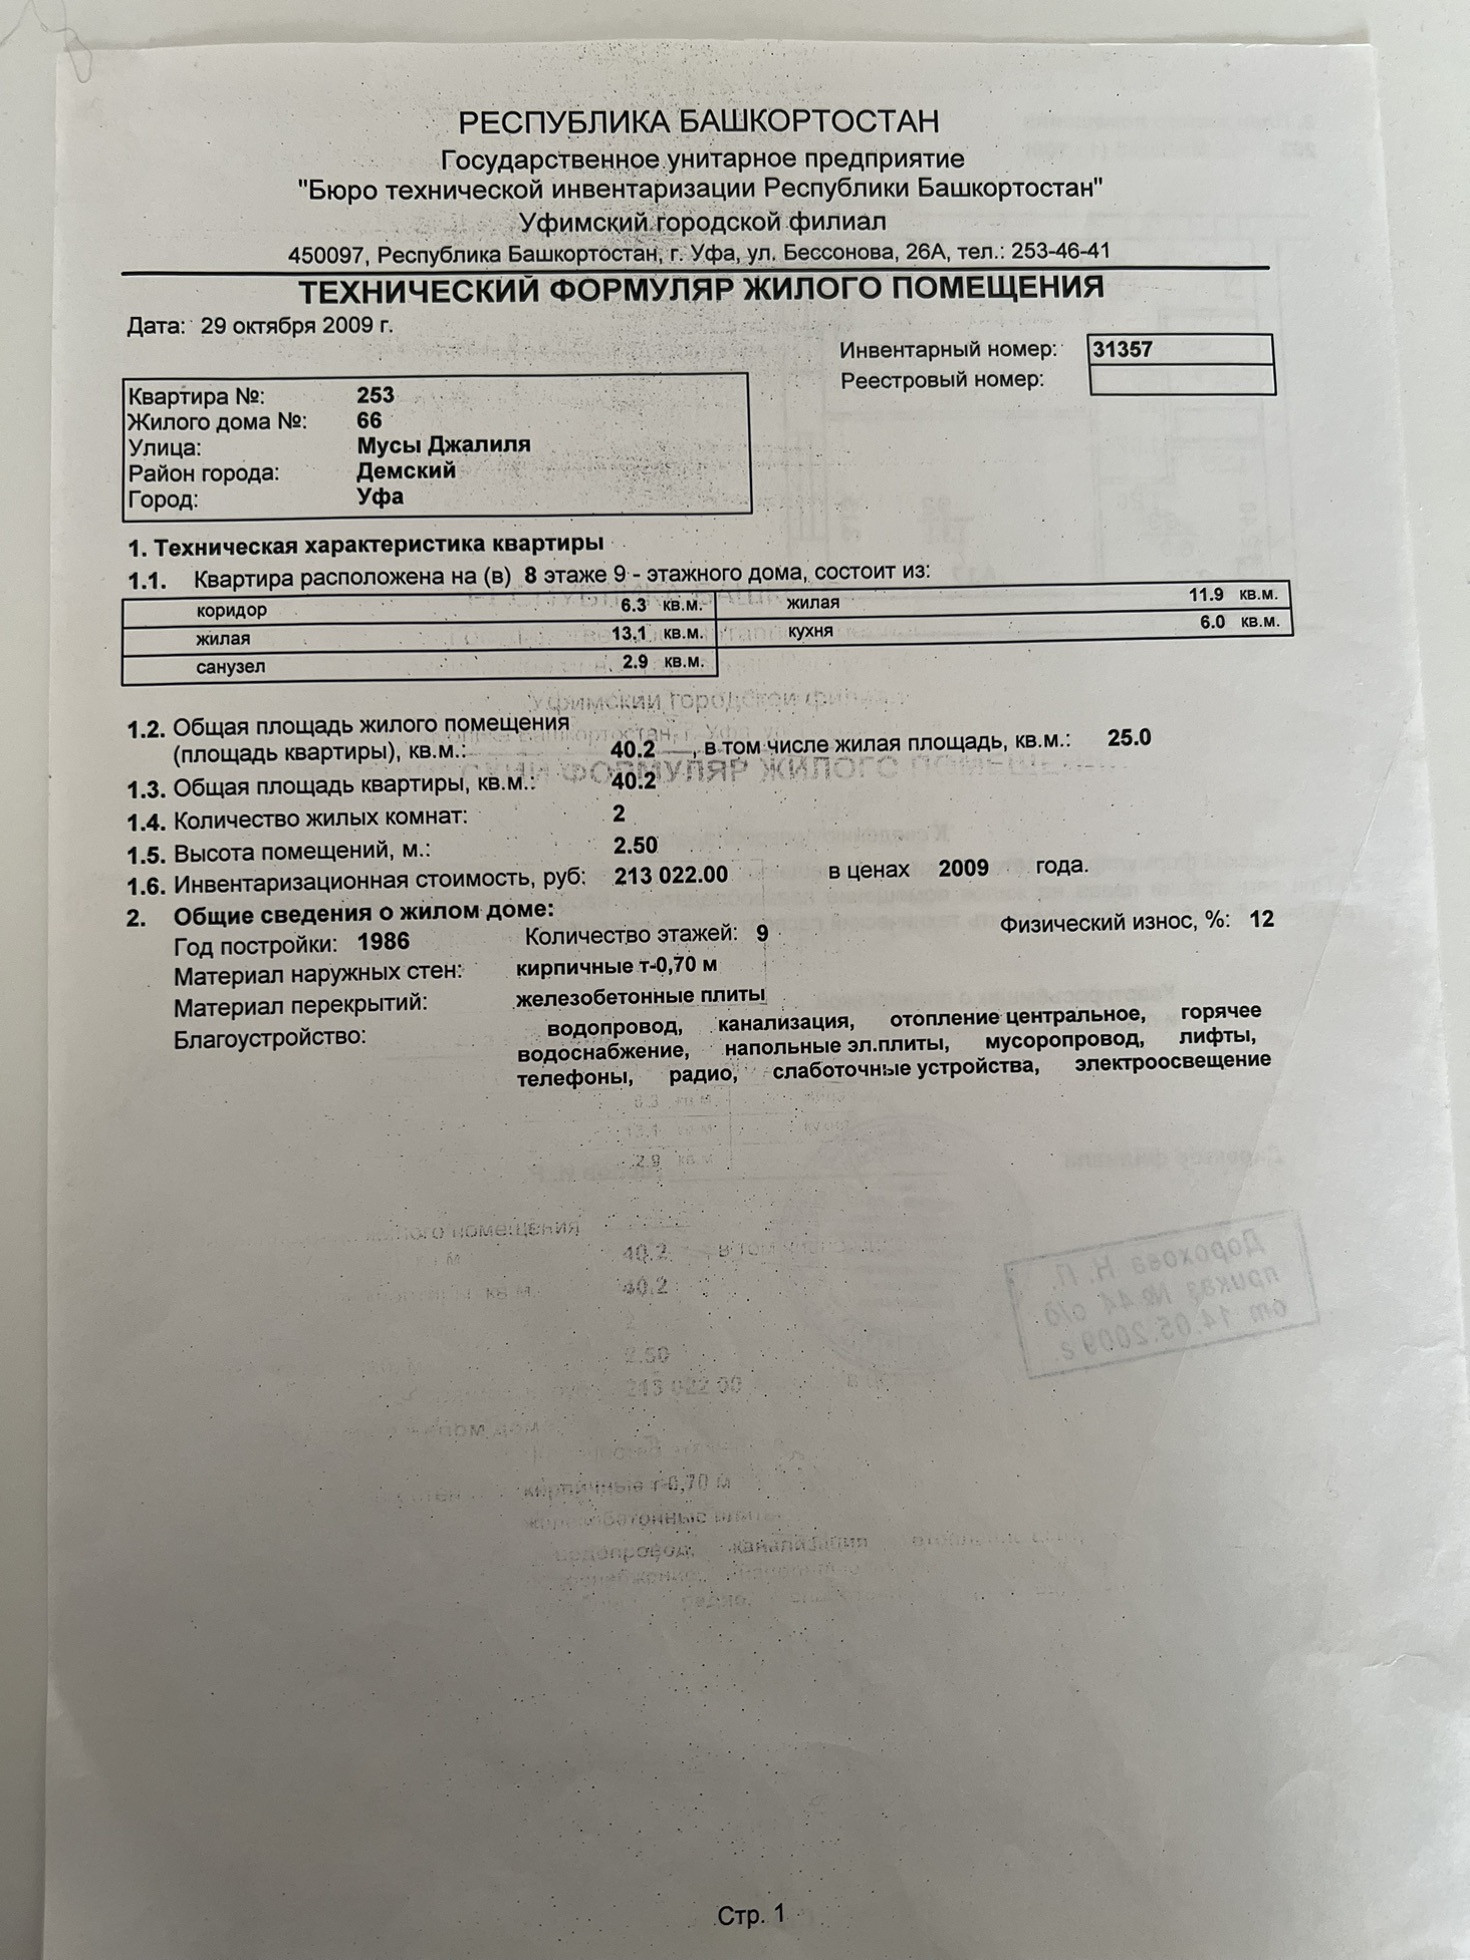 РЕСПУБЛИКА БАШКОРТОСТАН
Государственное унитарное предприятие
"Бюро технической инвентаризации Республики Башкортостан"
Уфимский городской филиал
450097, Республика Башкортостан, г. Уфа, ул. Бессонова, 26А, тел.: 253-46-41
ТЕХНИЧЕСКИЙ ФОРМУЛЯР ЖИЛОГО ПОМЕЩЕНИЯ
Дата: 29 октября 2009 г.
Инвентарный номер: 31357
Реестровый номер:
Квартира №: 253
Жилого дома №: 66
Улица: Мусы Джалиля
Район города: Демский
Город: Уфа
1. Техническая характеристика квартиры
1.1. Квартира расположена на (в) 8 этаже 9 - этажного дома, состоит из:
коридор 6.3 кв.м. жилая 11.9 кв.м.
жилая 13.1 кв.м. кухня 6.0 кв.м.
санузел 2.9 кв.м.
1.2. Общая площадь жилого помещения
(площадь квартиры), кв.м.: 40.2 , в том числе жилая площадь, кв.м.: 25.0
1.3. Общая площадь квартиры, кв.м.: 40.2
1.4. Количество жилых комнат: 2
1.5. Высота помещений, м.: 2.50
1.6. Инвентаризационная стоимость, руб: 213 022.00 в ценах 2009 года.
2. Общие сведения о жилом доме:
Год постройки: 1986 Количество этажей: 9 Физический износ, %: 12
Материал наружных стен: кирпичные т-0,70 м
Материал перекрытий: железобетонные плиты
Благоустройство: водопровод, канализация, отопление центральное, горячее
водоснабжение, напольные эл.плиты, мусоропровод, лифты,
телефоны, радио, слаботочные устройства, электроосвещение
Дорохова Н. П.
приказ № 44 о/д
от 14.05.2009 г
Стр. 1